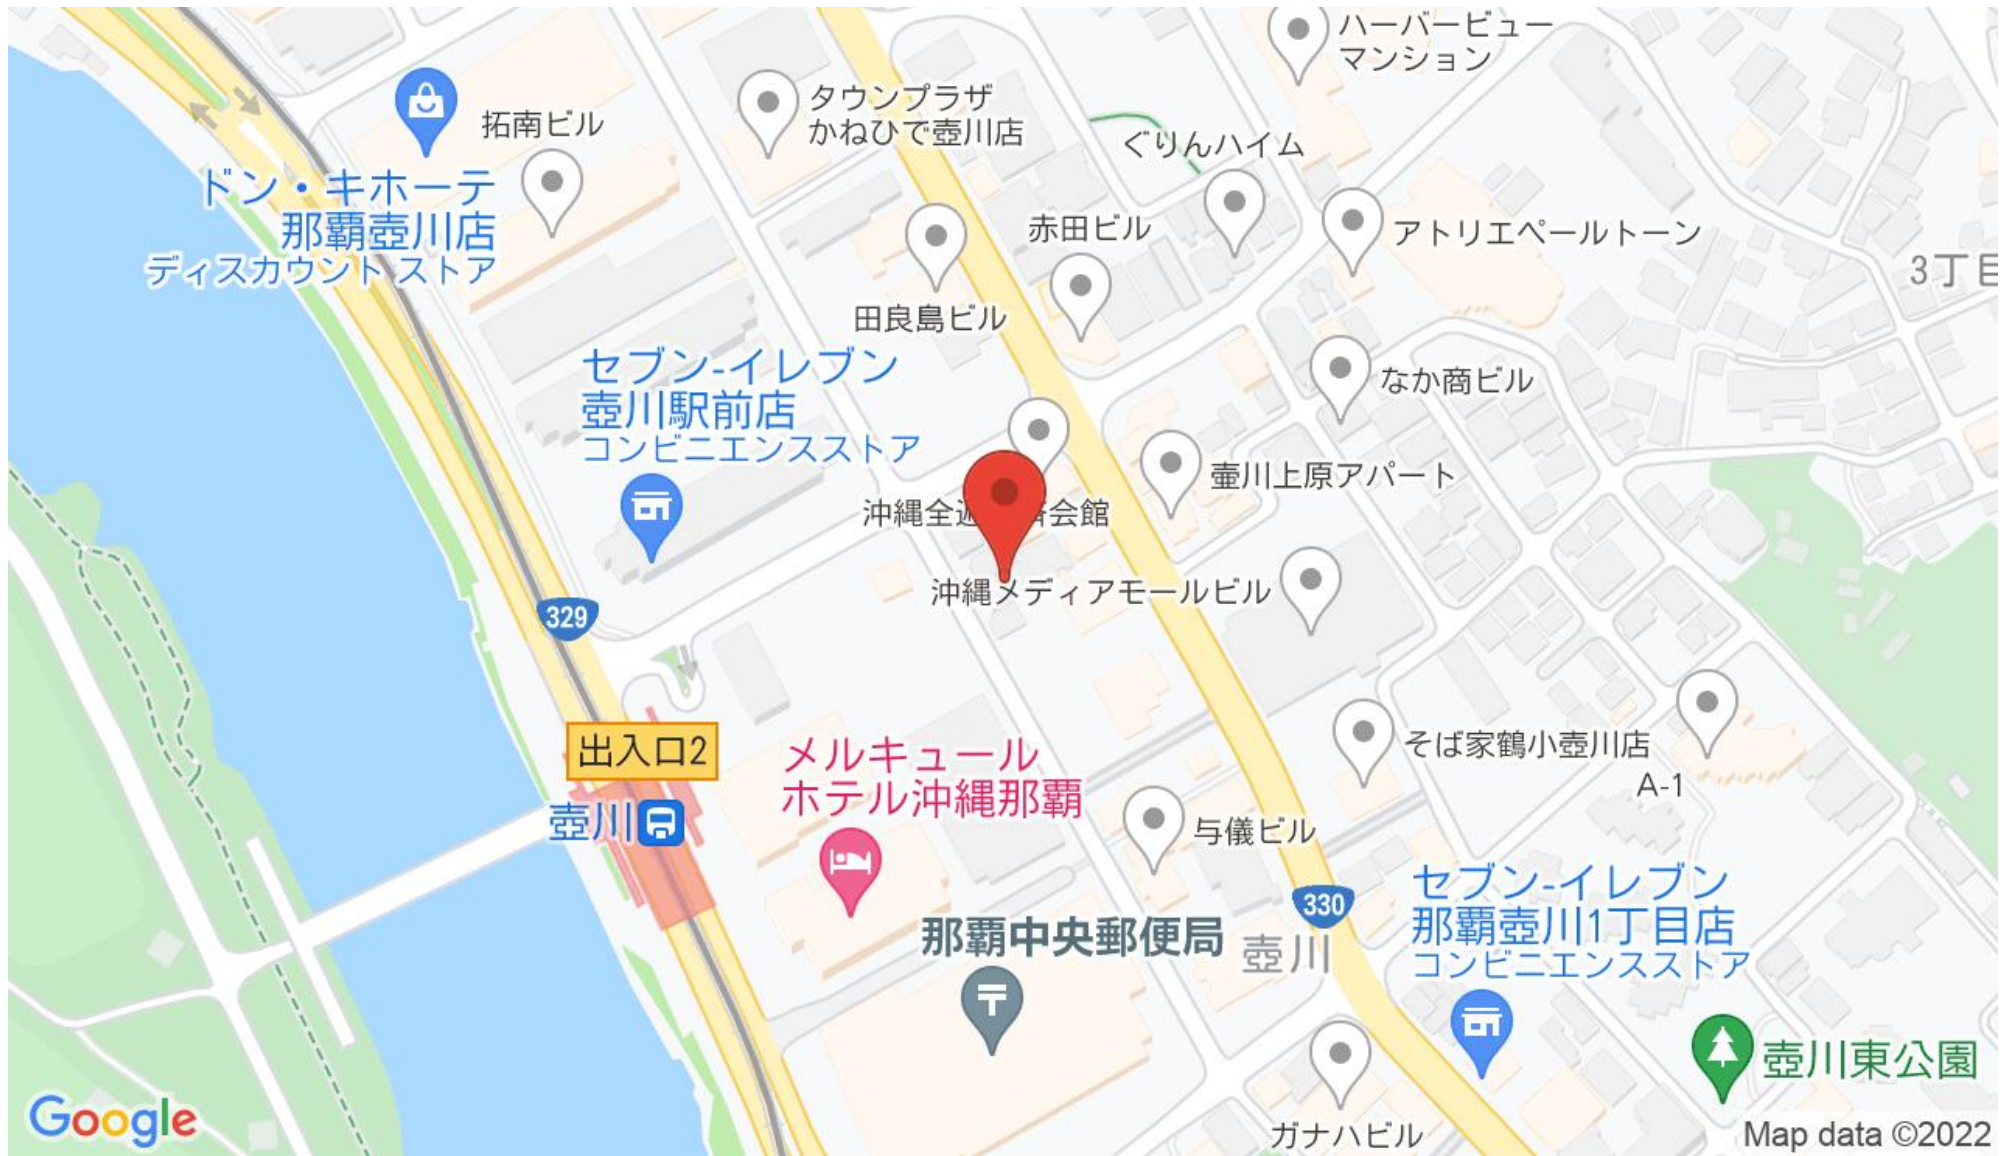 ハーバービュー
マンション
タウンプラザ
かねひで壺川店
拓南ビル
ぐりんハイム
ドン・キホーテ
那覇壺川店
ディスカウント ストア
赤田ビル
アトリエペールトーン
3丁目
田良島ビル
セブン-イレブン
壺川駅前店
コンビニエンスストア
なか商ビル
壷川上原アパート
沖縄全逓 会館
沖縄メディアモールビル
329
出入口2
壺川
メルキュール
ホテル沖縄那覇
そば家鶴小壺川店
A-1
与儀ビル
330
那覇中央郵便局
壺川
セブン-イレブン
那覇壺川1丁目店
コンビニエンスストア
壺川東公園
ガナハビル
Google
Map data ©2022